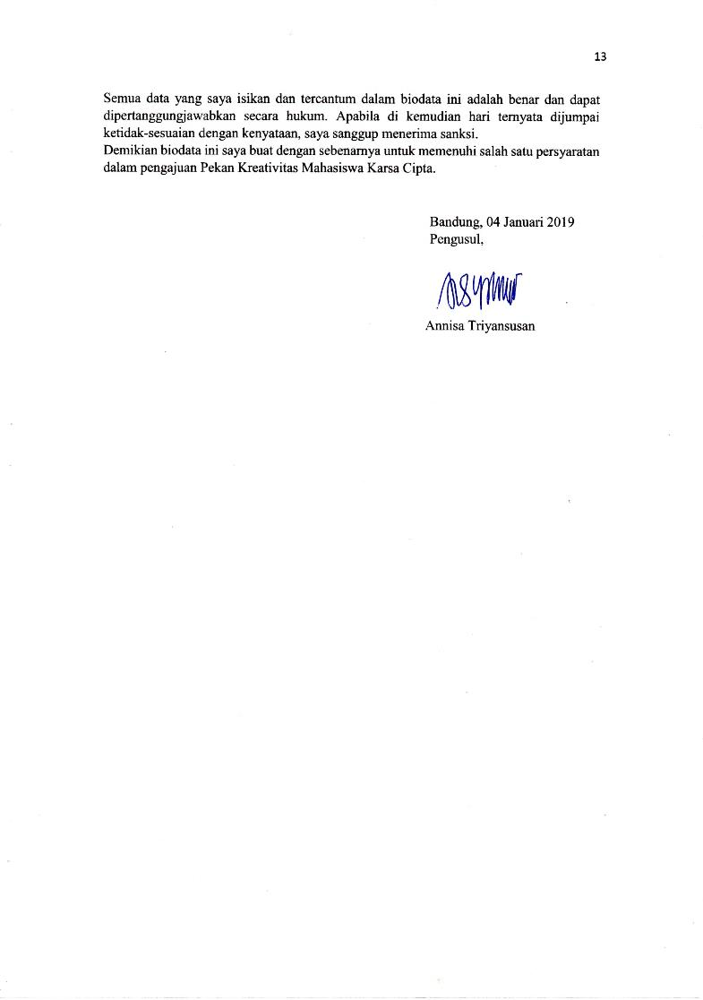 13
Semua data yang saya isikan dan tercantum dalam biodata ini adalah benar dan dapat
dipertanggungjawabkan secara hukum. Apabila di kemudian hari ternyata dijumpai
ketidak-sesuaian dengan kenyataan, saya sanggup menerima sanksi.
Demikian biodata ini saya buat dengan sebenarnya untuk memenuhi salah satu persyaratan
dalam pengajuan Pekan Kreativitas Mahasiswa Karsa Cipta.
Bandung, 04 Januari 2019
Pengusul,
Annisa Triyansusan